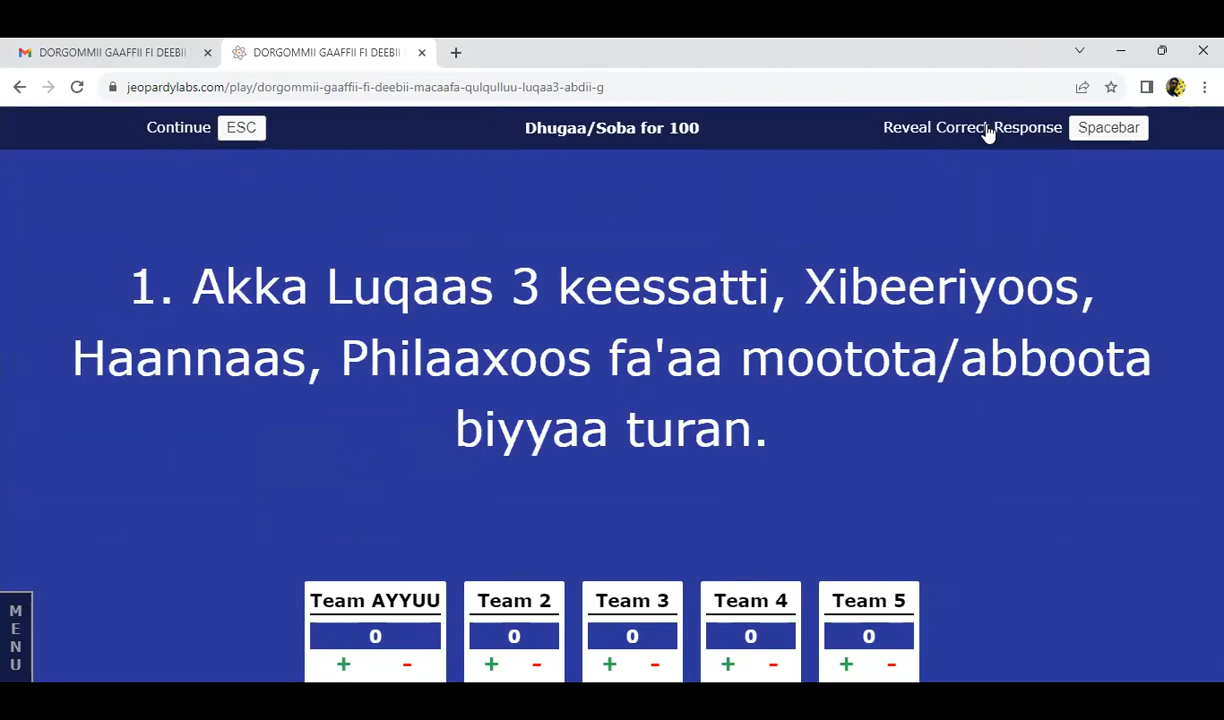 DORGOMMII GAAFFII FI DEEBII
DORGOMMII GAAFFII FI DEEBII
jeopardylabs.com/play/dorgommii-gaaffii-fi-deebii-macaafa-qulqulluu-luqaa3-abdii-g
Continue ESC
Dhugaa/Soba for 100
Reveal Correct Response Spacebar
1. Akka Luqaas 3 keessatti, Xibeeriyoos,
Haannaas, Philaaxoos fa'aa mootota/abboota
biyyaa turan.
MENU
Team AYYUU Team 2 Team 3 Team 4 Team 5
0 0 0 0 0
+ - + - + - + - + -